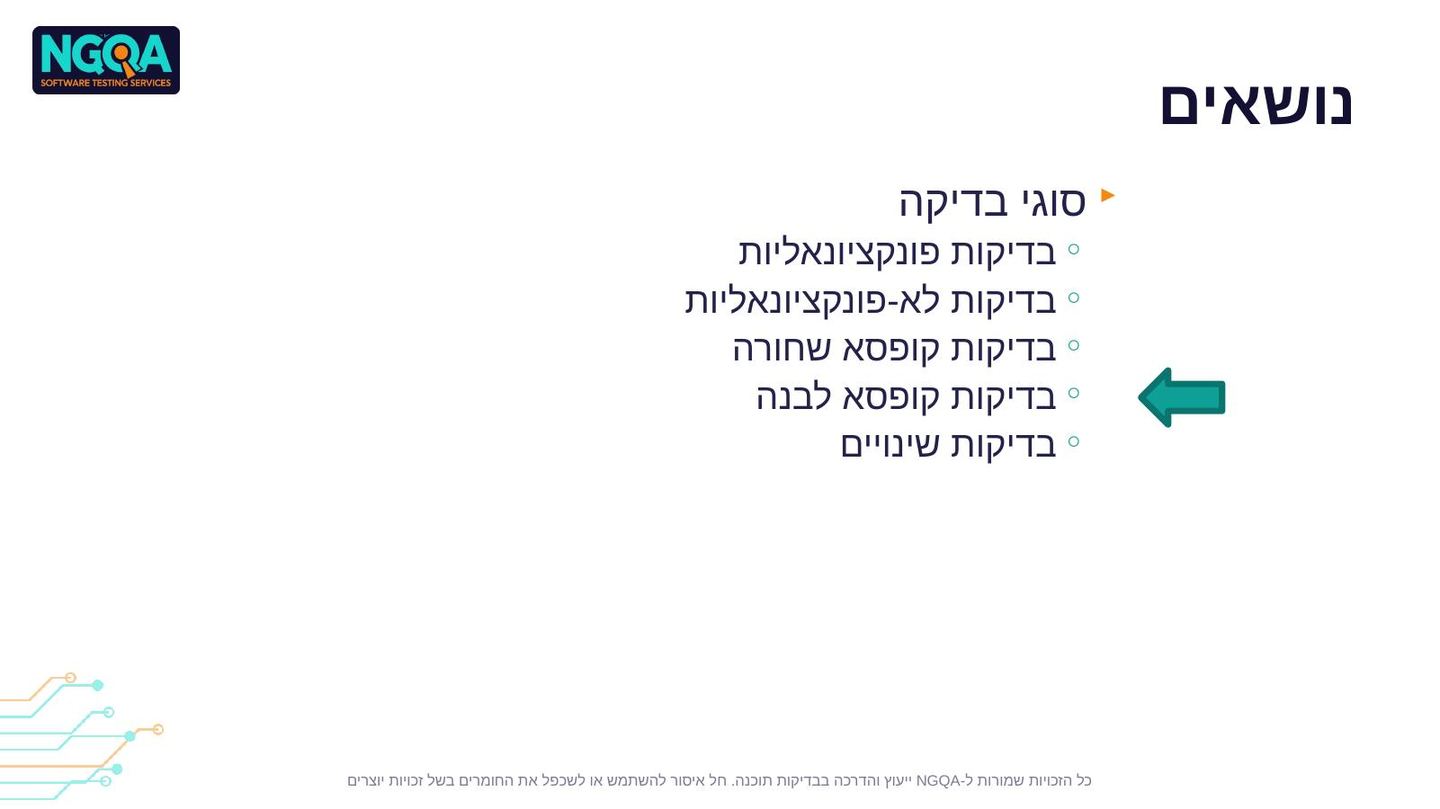 NGQA
SOFTWARE TESTING SERVICES
נושאים
סוגי בדיקה
בדיקות פונקציונאליות
בדיקות לא-פונקציונאליות
בדיקות קופסא שחורה
בדיקות קופסא לבנה
בדיקות שינויים
כל הזכויות שמורות ל-NGQA ייעוץ והדרכה בבדיקות תוכנה. חל איסור להשתמש או לשכפל את החומרים בשל זכויות יוצרים